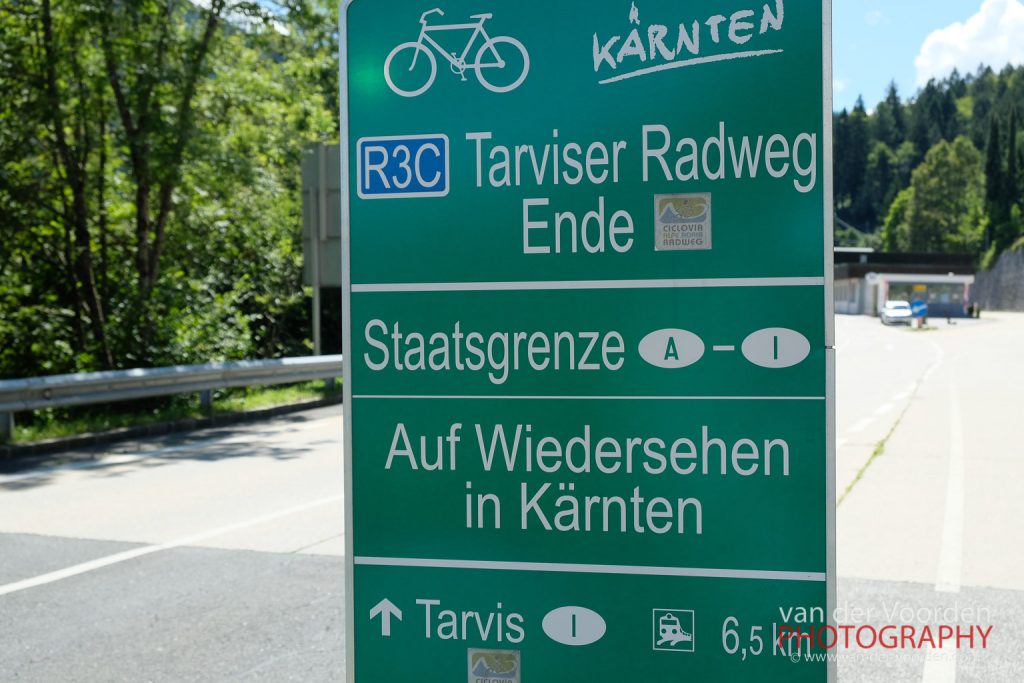 KÄRNTEN
R3C Tarviser Radweg
Ende
CICLOVIA
ALPE ADRIA
RADWEG
Staatsgrenze A – I
Auf Wiedersehen
in Kärnten
Tarvis I 6,5 km
CICLOVIA
van der Voorden
PHOTOGRAPHY